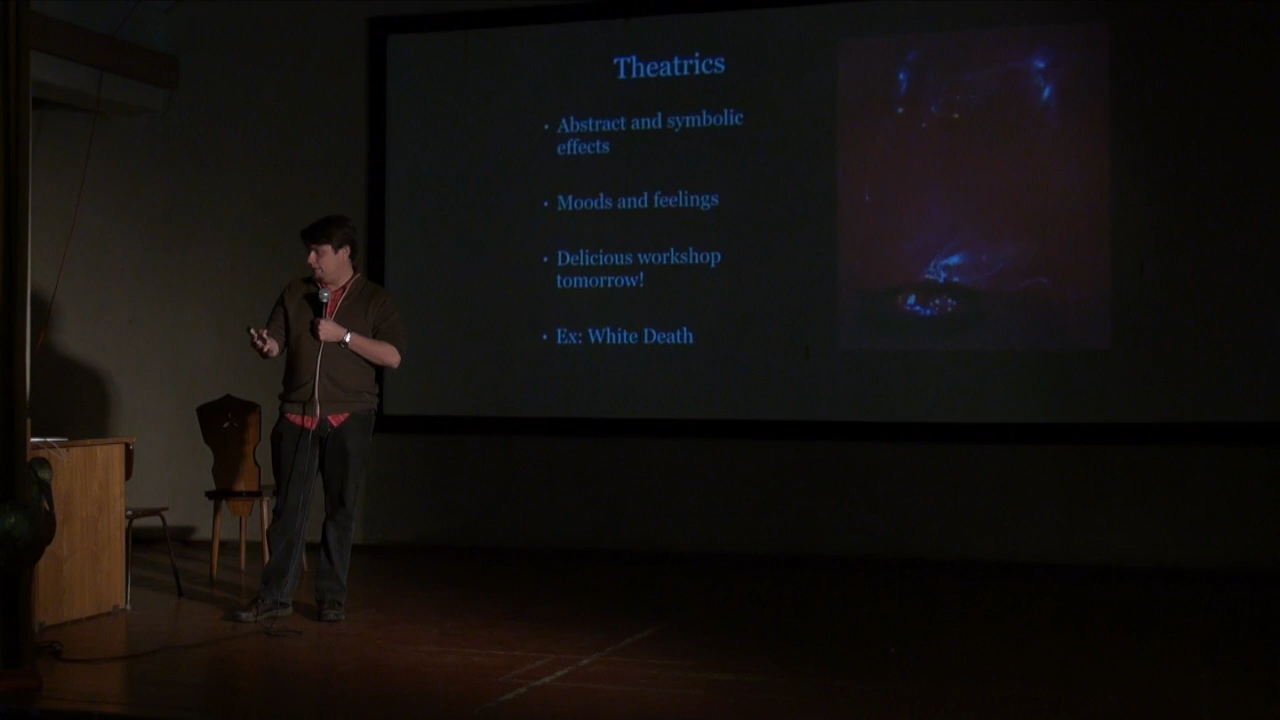 Theatrics
• Abstract and symbolic
effects
• Moods and feelings
• Delicious workshop
tomorrow!
• Ex: White Death